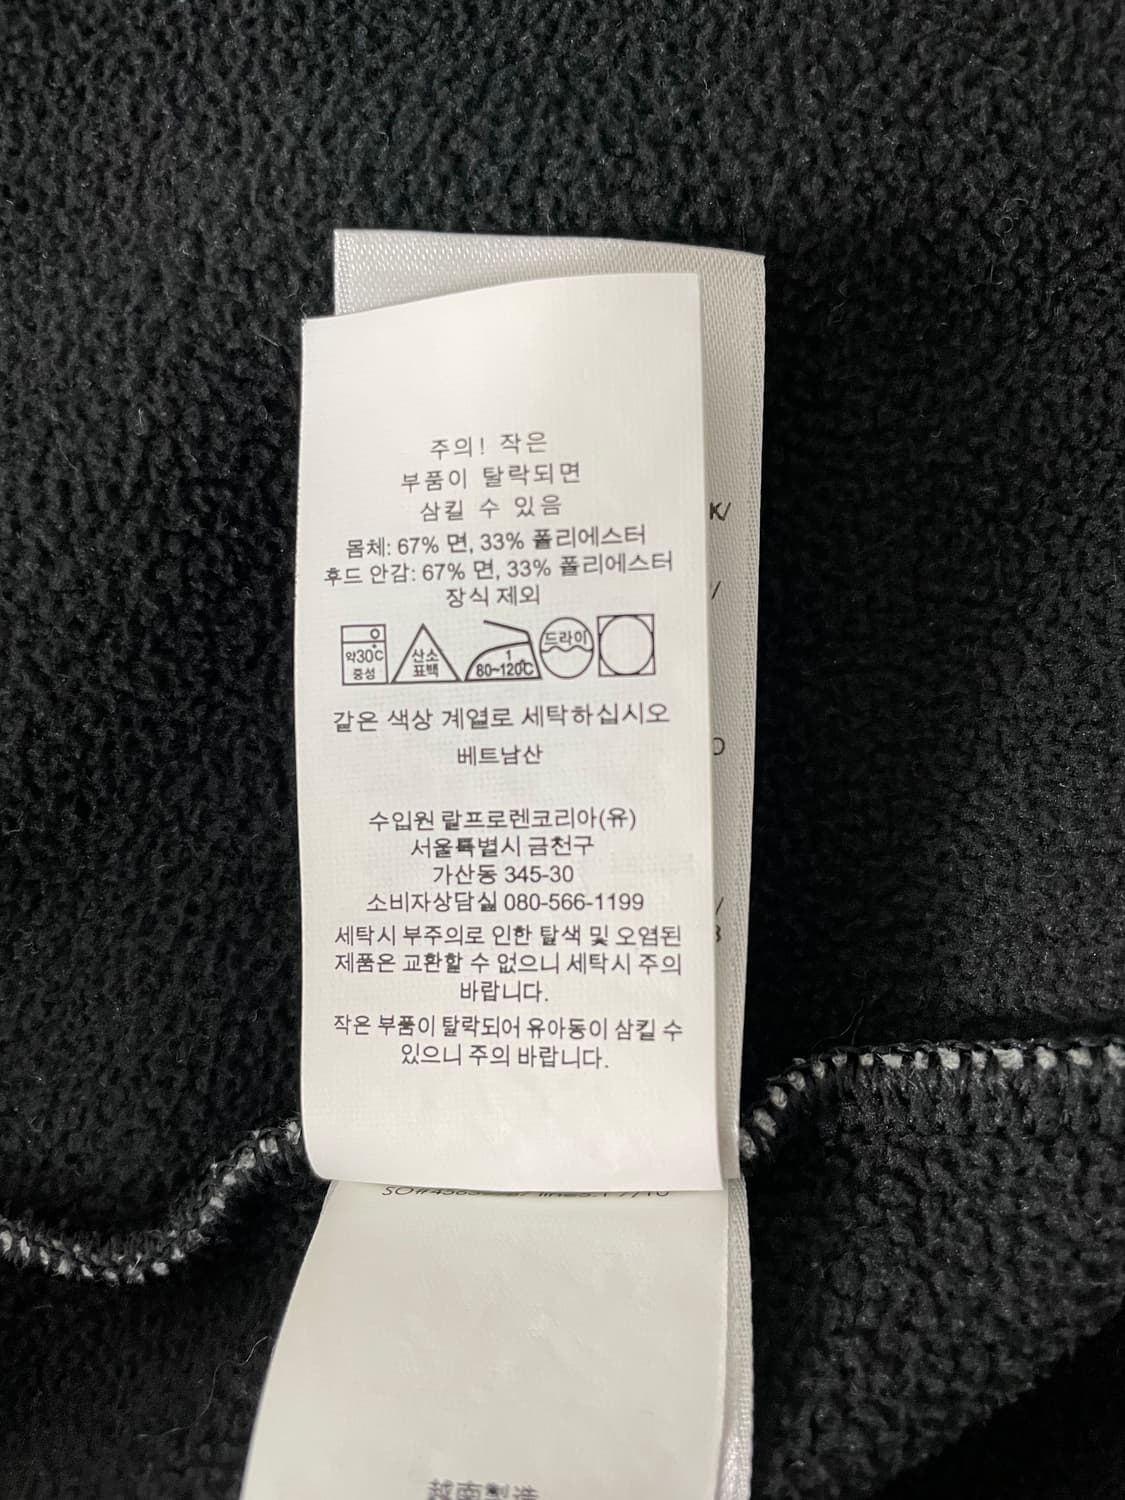 주의! 작은
부품이 탈락되면
삼킬 수 있음
몸체: 67% 면, 33% 폴리에스터
후드 안감: 67% 면, 33% 폴리에스터
장식 제외
약30℃
중성
산소
표백
1
80~120℃
드라이
같은 색상 계열로 세탁하십시오
베트남산
수입원 랄프로렌코리아(유)
서울특별시 금천구
가산동 345-30
소비자상담실 080-566-1199
세탁시 부주의로 인한 탈색 및 오염된
제품은 교환할 수 없으니 세탁시 주의
바랍니다.
작은 부품이 탈락되어 유아동이 삼킬 수
있으니 주의 바랍니다.
K/
越南製造